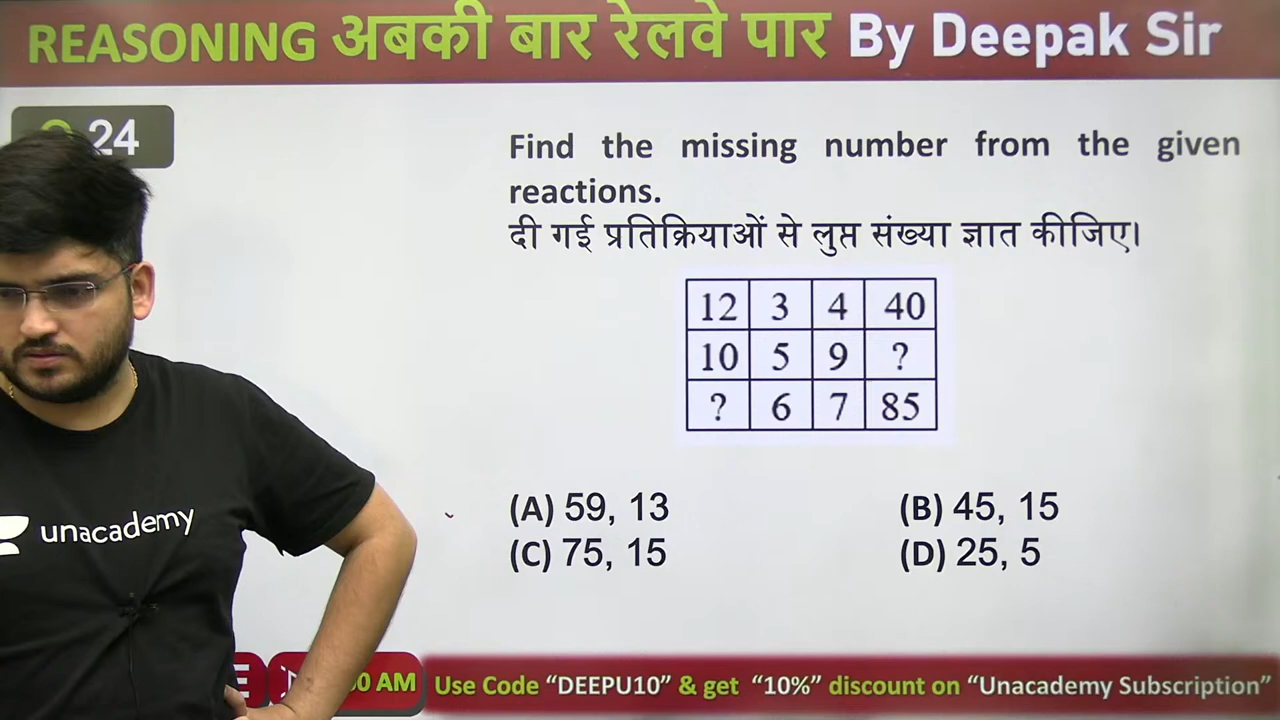 REASONING अबकी बार रेलवे पार By Deepak Sir
24
Find the missing number from the given
reactions.
दी गई प्रतिक्रियाओं से लुप्त संख्या ज्ञात कीजिए।
12 3 4 40
10 5 9 ?
? 6 7 85
(A) 59, 13 (B) 45, 15
(C) 75, 15 (D) 25, 5
unacademy
AM
Use Code “DEEPU10” & get “10%” discount on “Unacademy Subscription”